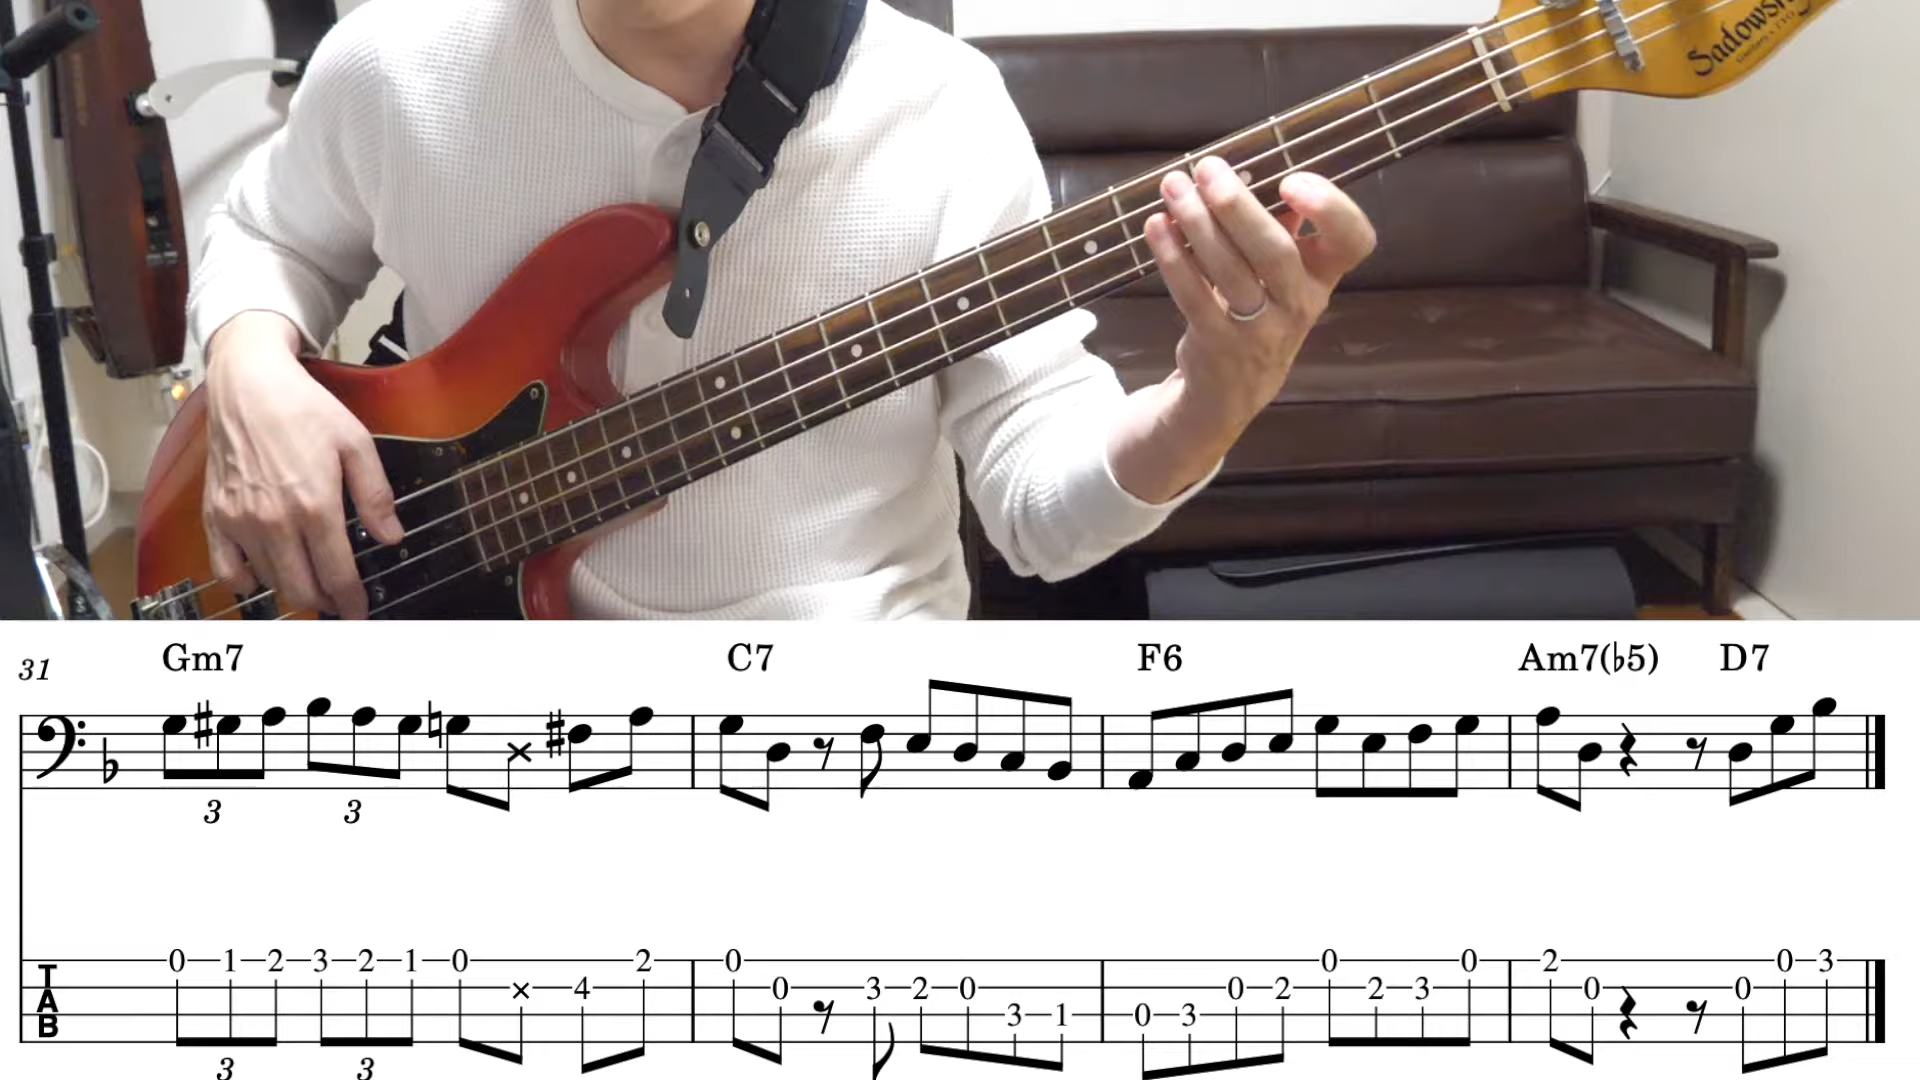 Sadowsky
31 Gm7 C7 F6 Am7(♭5) D7
3 3
0 1 2 3 2 1 0 2 0 0 0 2 0 3
× 4 0 3 2 0 0 2 2 3 0 0
3 1 0 3
T
A
B
3 3